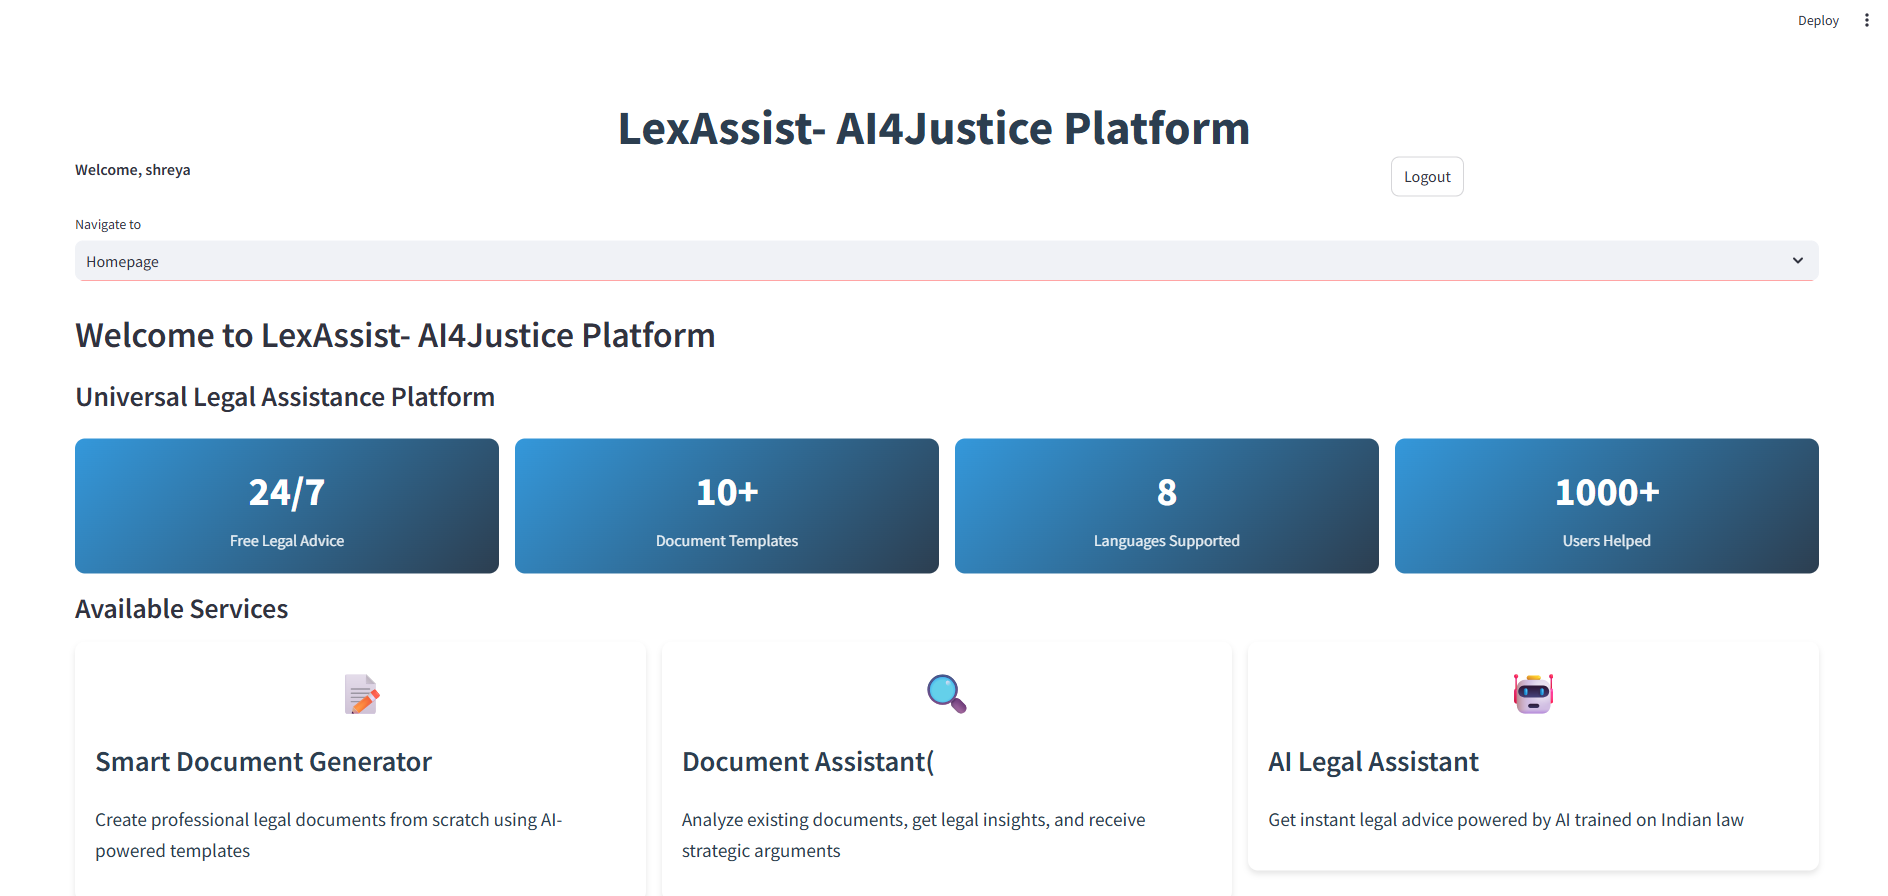 Deploy
LexAssist- AI4Justice Platform
Welcome, shreya
Logout
Navigate to
Homepage
Welcome to LexAssist- AI4Justice Platform
Universal Legal Assistance Platform
24/7
Free Legal Advice
10+
Document Templates
8
Languages Supported
1000+
Users Helped
Available Services
Smart Document Generator
Create professional legal documents from scratch using AI-
powered templates
Document Assistant(
Analyze existing documents, get legal insights, and receive
strategic arguments
AI Legal Assistant
Get instant legal advice powered by AI trained on Indian law